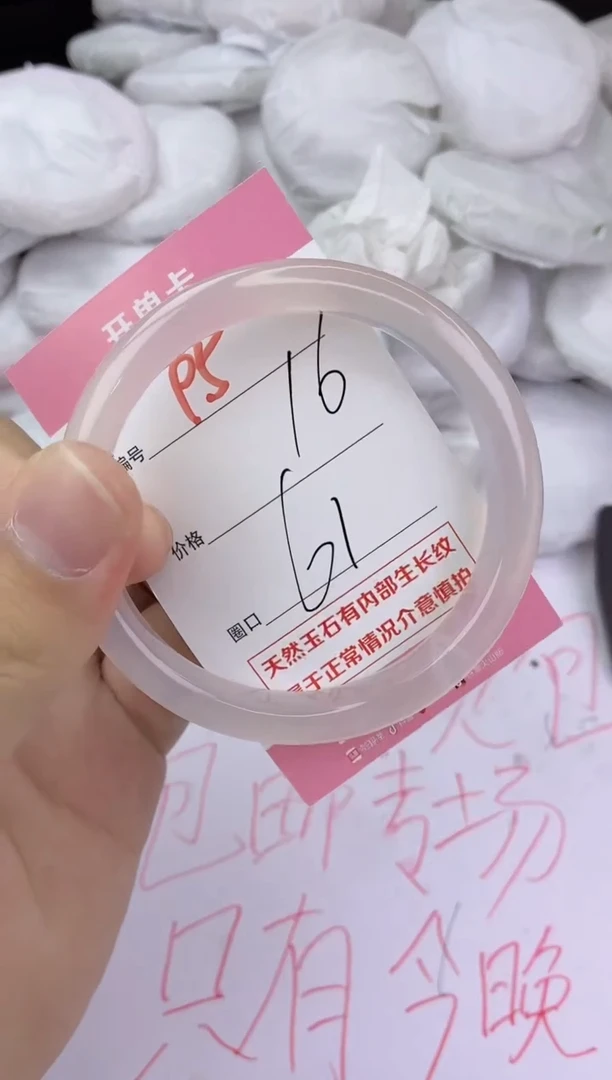 开单卡
P5
编号 16
价格
圈口 61
天然玉石有内部生长纹
属于正常情况介意慎护
包邮专场
只有今晚